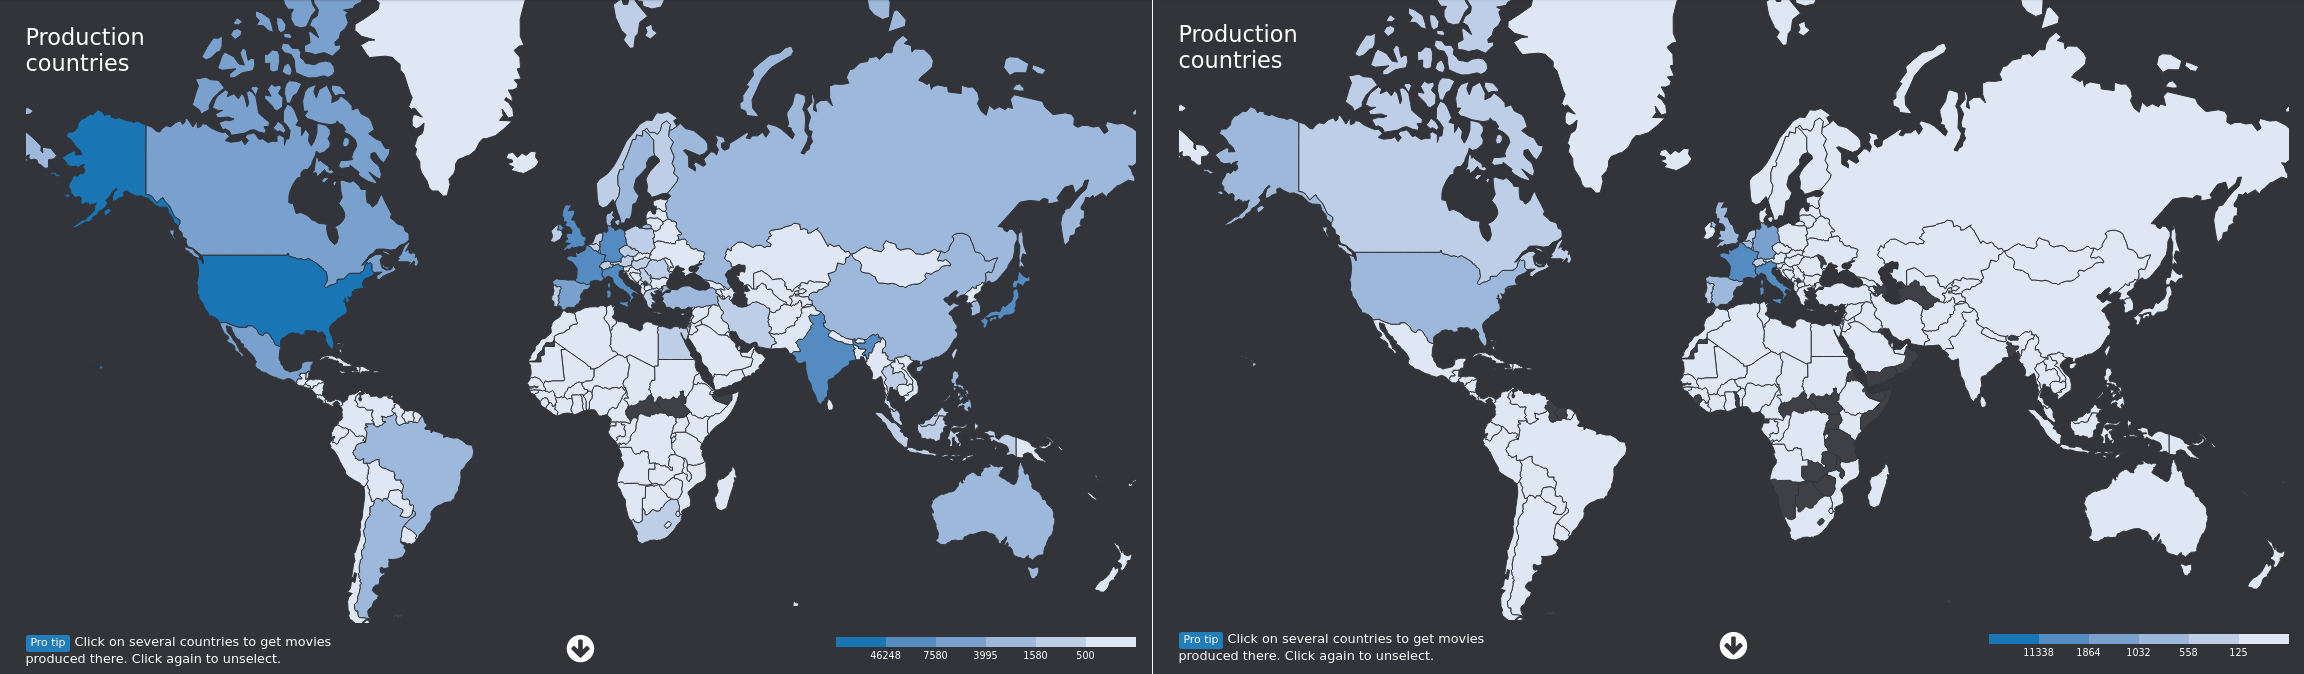 Production
countries
Pro tip Click on several countries to get movies
produced there. Click again to unselect.
46248 7580 3995 1580 500
Production
countries
Pro tip Click on several countries to get movies
produced there. Click again to unselect.
11338 1864 1032 558 125